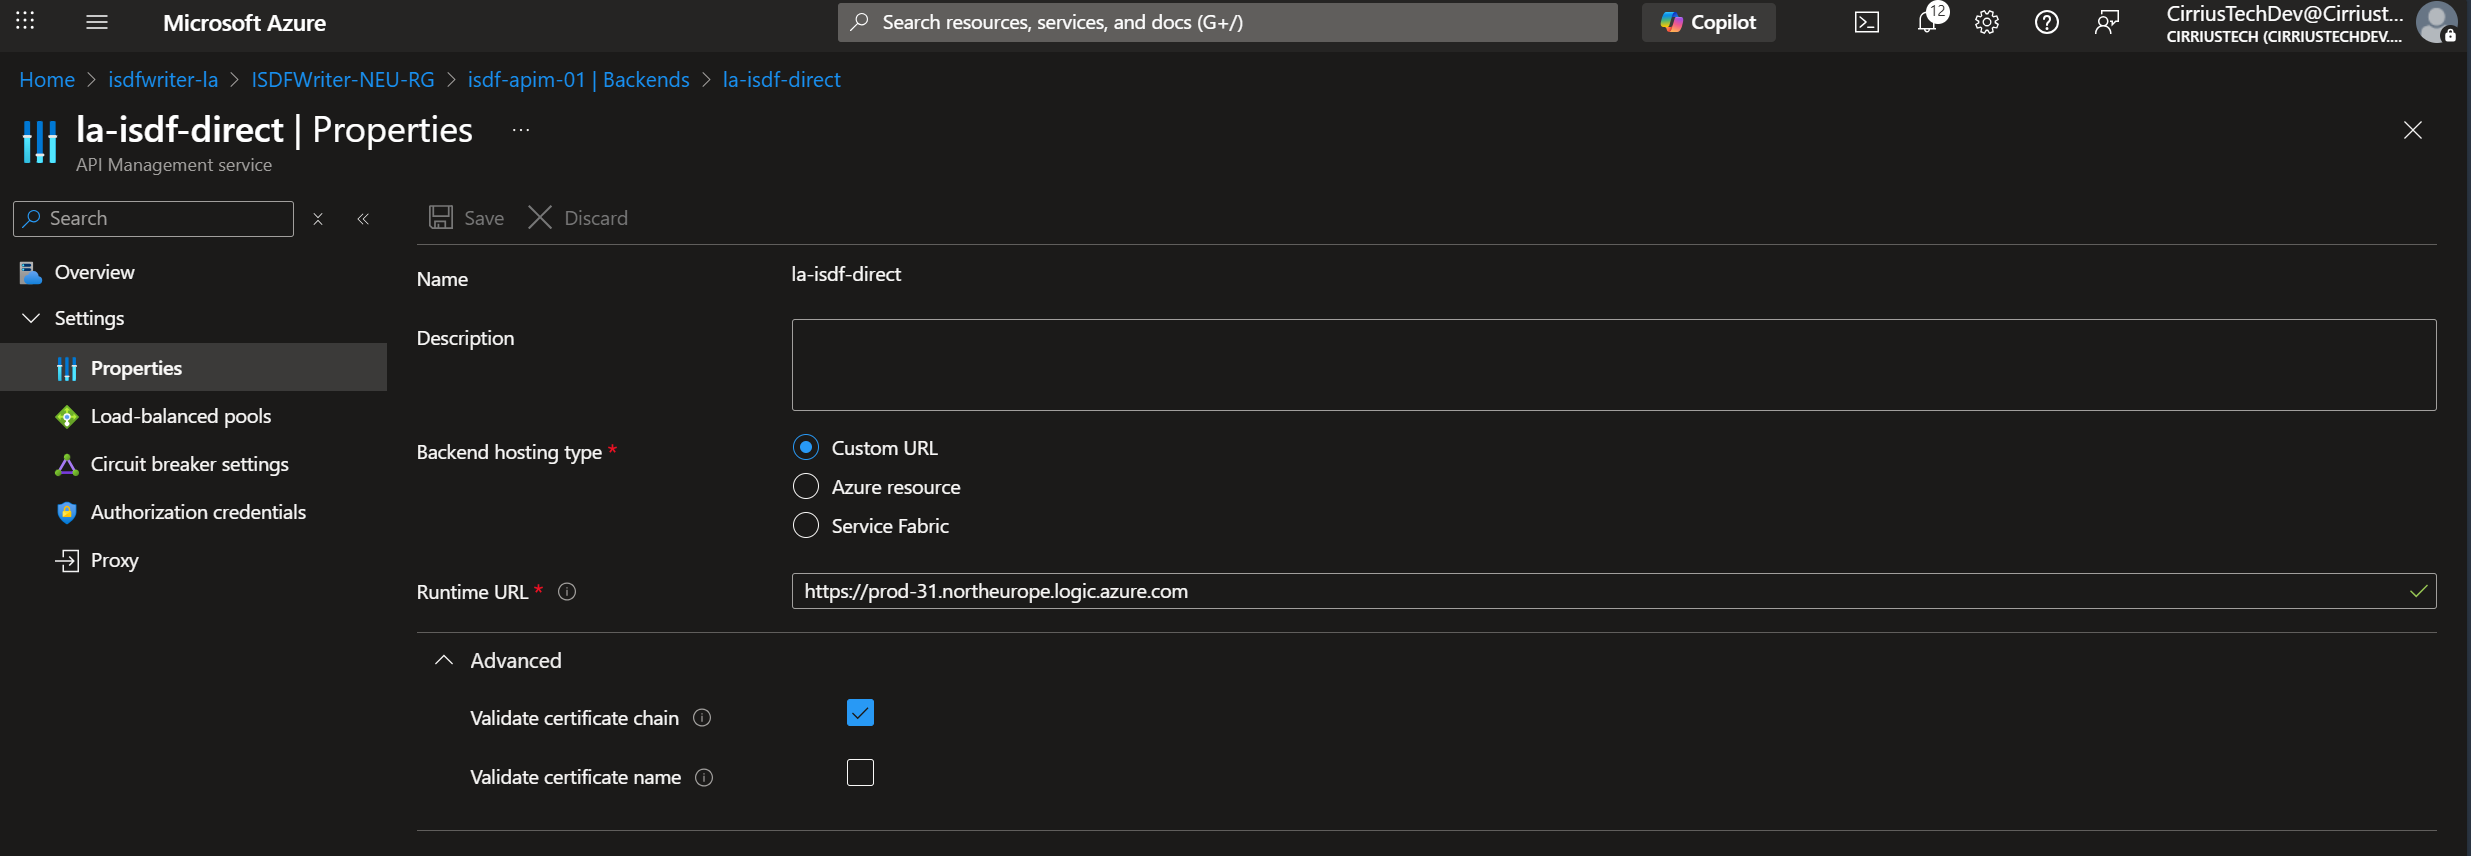 Microsoft Azure
Search resources, services, and docs (G+/)
Copilot
12
CirriusTechDev@Cirriust...
CIRRIUSTECH (CIRRIUSTECHDEV....
Home > isdfwriter-la > ISDFWriter-NEU-RG > isdf-apim-01 | Backends > la-isdf-direct
la-isdf-direct | Properties ...
API Management service
Search
Save
Discard
Overview
Settings
Properties
Load-balanced pools
Circuit breaker settings
Authorization credentials
Proxy
Name
la-isdf-direct
Description
Backend hosting type *
Custom URL
Azure resource
Service Fabric
Runtime URL *
https://prod-31.northeurope.logic.azure.com
Advanced
Validate certificate chain
Validate certificate name